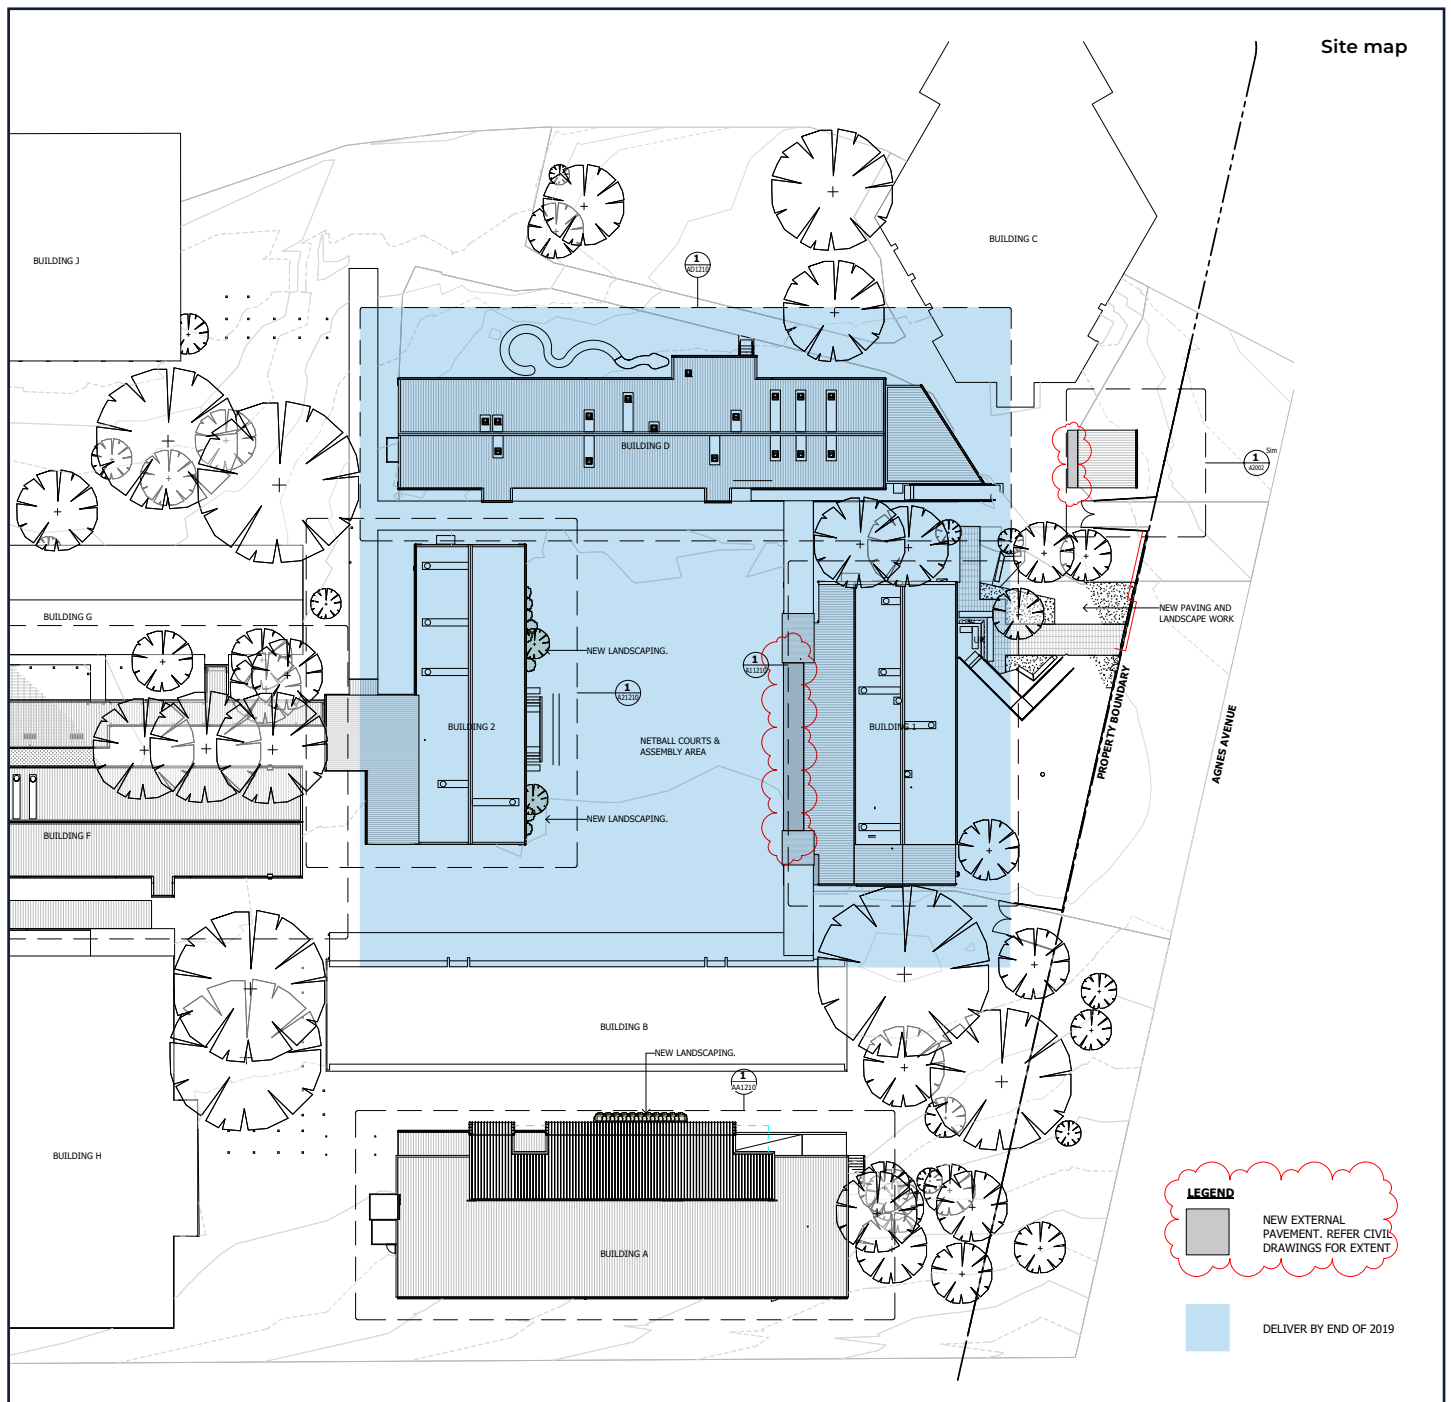 Site map
BUILDING C
BUILDING J
1
AD1210
BUILDING D
1
Sim
A2002
BUILDING G
NEW PAVING AND
LANDSCAPE WORK
NEW LANDSCAPING.
1
A11210
1
A21210
BUILDING 2
NETBALL COURTS &
ASSEMBLY AREA
BUILDING 1
PROPERTY BOUNDARY
AGNES AVENUE
NEW LANDSCAPING.
BUILDING F
BUILDING B
NEW LANDSCAPING.
1
AA1210
BUILDING H
BUILDING A
LEGEND
NEW EXTERNAL
PAVEMENT. REFER CIVIL
DRAWINGS FOR EXTENT
DELIVER BY END OF 2019